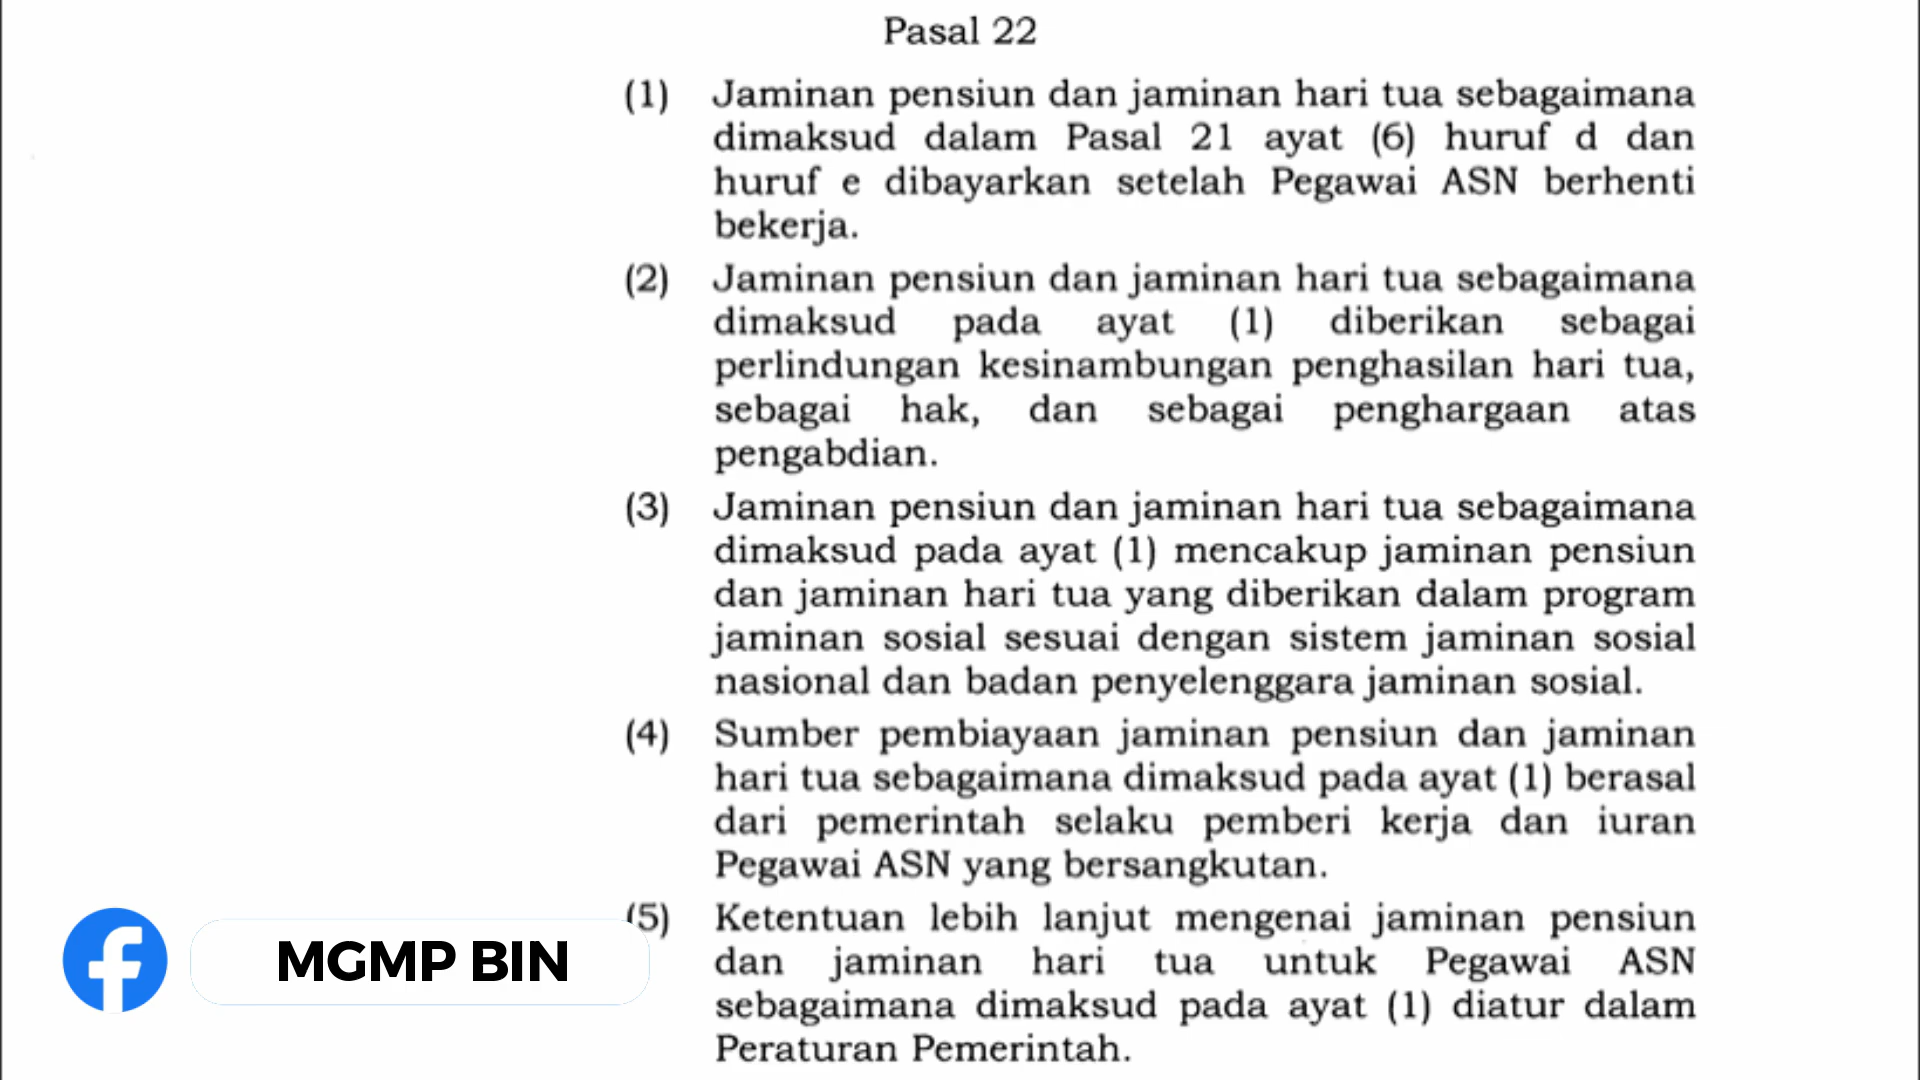 Pasal 22
(1) Jaminan pensiun dan jaminan hari tua sebagaimana
dimaksud dalam Pasal 21 ayat (6) huruf d dan
huruf e dibayarkan setelah Pegawai ASN berhenti
bekerja.
(2) Jaminan pensiun dan jaminan hari tua sebagaimana
dimaksud pada ayat (1) diberikan sebagai
perlindungan kesinambungan penghasilan hari tua,
sebagai hak, dan sebagai penghargaan atas
pengabdian.
(3) Jaminan pensiun dan jaminan hari tua sebagaimana
dimaksud pada ayat (1) mencakup jaminan pensiun
dan jaminan hari tua yang diberikan dalam program
jaminan sosial sesuai dengan sistem jaminan sosial
nasional dan badan penyelenggara jaminan sosial.
(4) Sumber pembiayaan jaminan pensiun dan jaminan
hari tua sebagaimana dimaksud pada ayat (1) berasal
dari pemerintah selaku pemberi kerja dan iuran
Pegawai ASN yang bersangkutan.
(5) Ketentuan lebih lanjut mengenai jaminan pensiun
dan jaminan hari tua untuk Pegawai ASN
sebagaimana dimaksud pada ayat (1) diatur dalam
Peraturan Pemerintah.
MGMP BIN